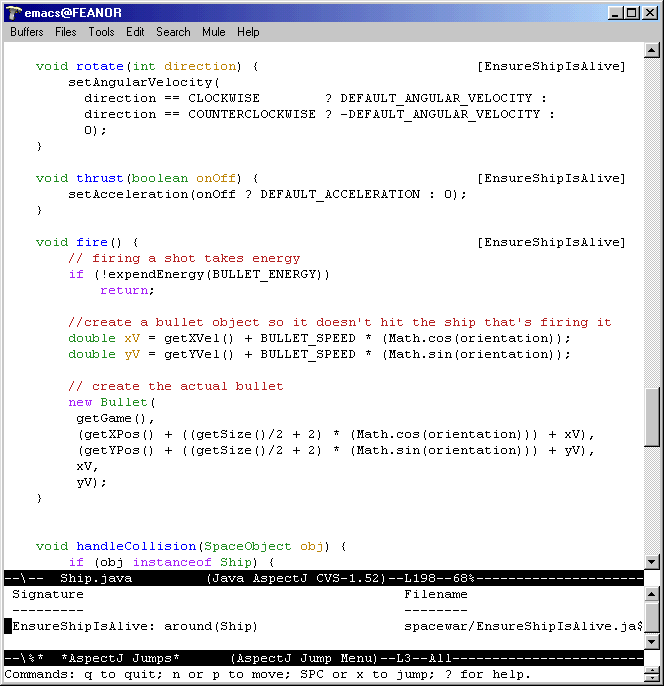 emacs@FEANOR
Buffers Files Tools Edit Search Mule Help
void rotate(int direction) { [EnsureShipIsAlive]
setAngularVelocity(
direction == CLOCKWISE ? DEFAULT_ANGULAR_VELOCITY :
direction == COUNTERCLOCKWISE ? -DEFAULT_ANGULAR_VELOCITY :
0);
}
void thrust(boolean onOff) { [EnsureShipIsAlive]
setAcceleration(onOff ? DEFAULT_ACCELERATION : 0);
}
void fire() { [EnsureShipIsAlive]
// firing a shot takes energy
if (!expendEnergy(BULLET_ENERGY))
return;
//create a bullet object so it doesn't hit the ship that's firing it
double xV = getXVel() + BULLET_SPEED * (Math.cos(orientation));
double yV = getYVel() + BULLET_SPEED * (Math.sin(orientation));
// create the actual bullet
new Bullet(
getGame(),
(getXPos() + ((getSize()/2 + 2) * (Math.cos(orientation))) + xV),
(getYPos() + ((getSize()/2 + 2) * (Math.sin(orientation))) + yV),
xV,
yV);
}
void handleCollision(SpaceObject obj) {
if (obj instanceof Ship) {
--\-- Ship.java (Java AspectJ CVS-1.52)--L198--68%---------------------
Signature Filename
--------- --------
EnsureShipIsAlive: around(Ship) spacewar/EnsureShipIsAlive.ja$
--\%* *AspectJ Jumps* (AspectJ Jump Menu)--L3--All------------------------
Commands: q to quit; n or p to move; SPC or x to jump; ? for help.